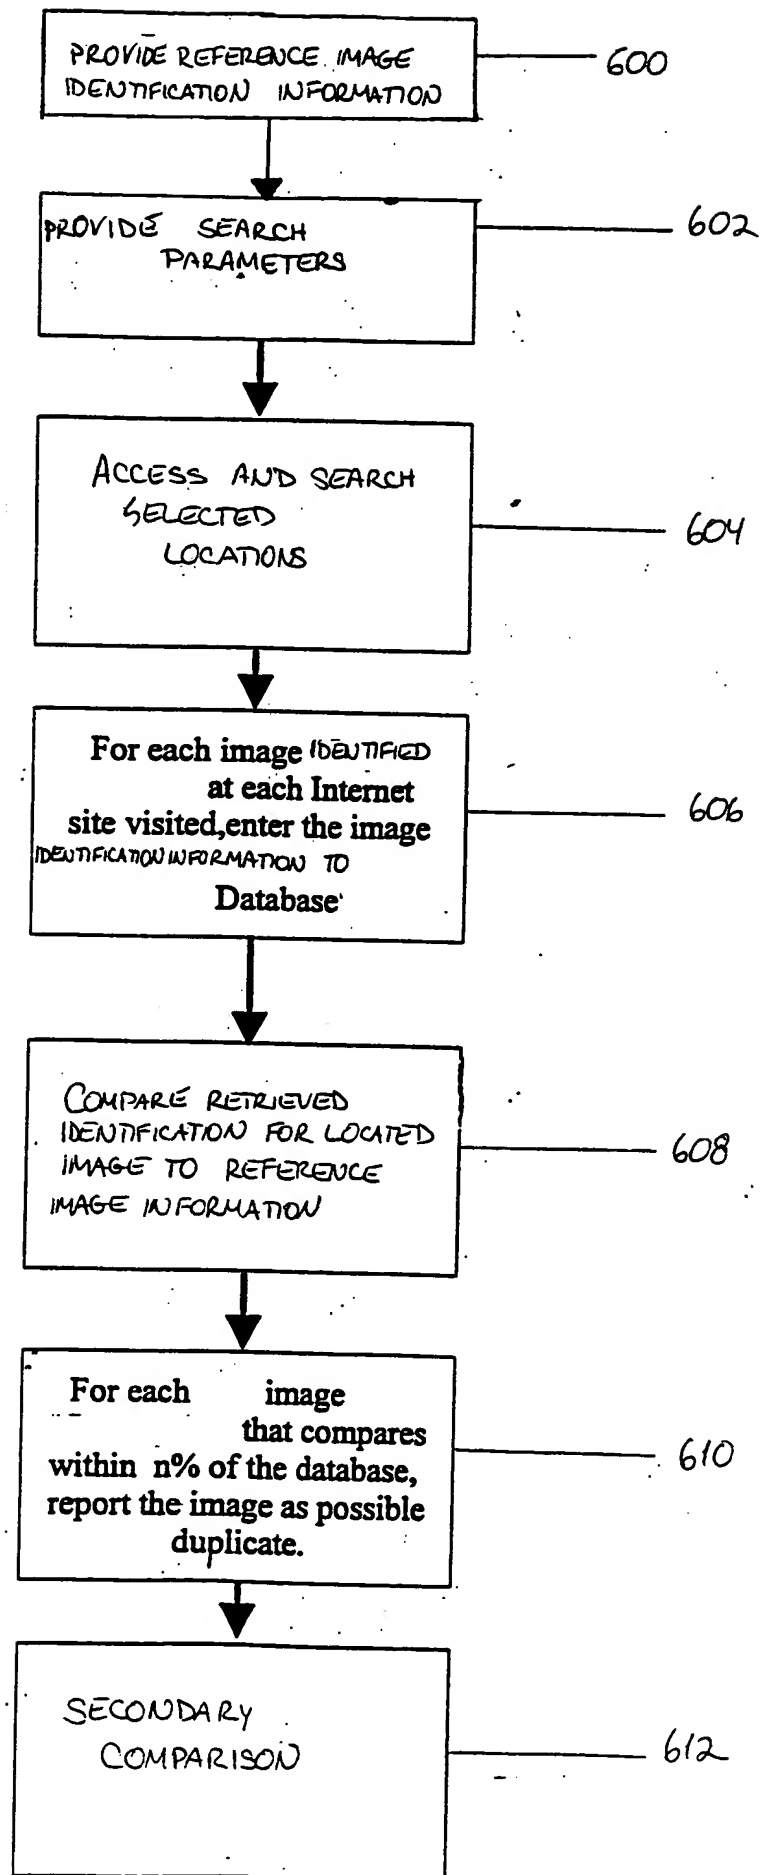 PROVIDE REFERENCE IMAGE
IDENTIFICATION INFORMATION
600
PROVIDE SEARCH
PARAMETERS
602
ACCESS AND SEARCH
SELECTED
LOCATIONS
604
For each image IDENTIFIED
at each Internet
site visited,enter the image
IDENTIFICATION INFORMATION TO
Database
606
COMPARE RETRIEVED
IDENTIFICATION FOR LOCATED
IMAGE TO REFERENCE
IMAGE INFORMATION
608
For each image
that compares
within n% of the database,
report the image as possible
duplicate.
610
SECONDARY
COMPARISON
612